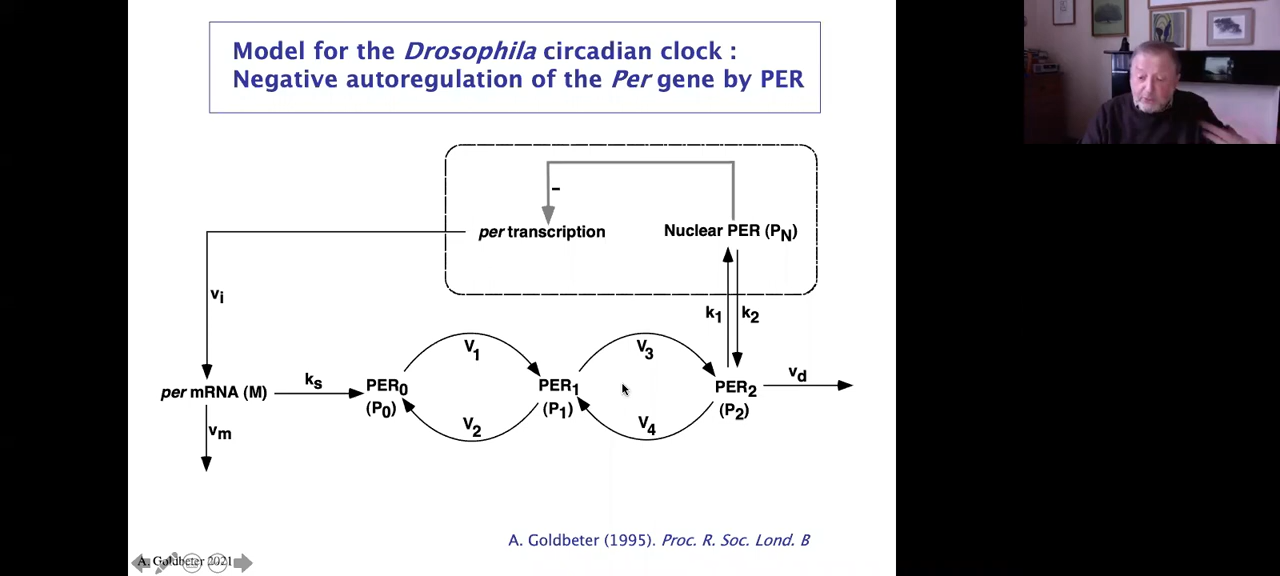 Model for the Drosophila circadian clock :
Negative autoregulation of the Per gene by PER
–
per transcription
Nuclear PER (PN)
vi
k1
k2
V1
V3
per mRNA (M)
ks
PER0
(P0)
PER1
(P1)
PER2
(P2)
vd
vm
V2
V4
A. Goldbeter (1995). Proc. R. Soc. Lond. B
A. Goldbeter 2021